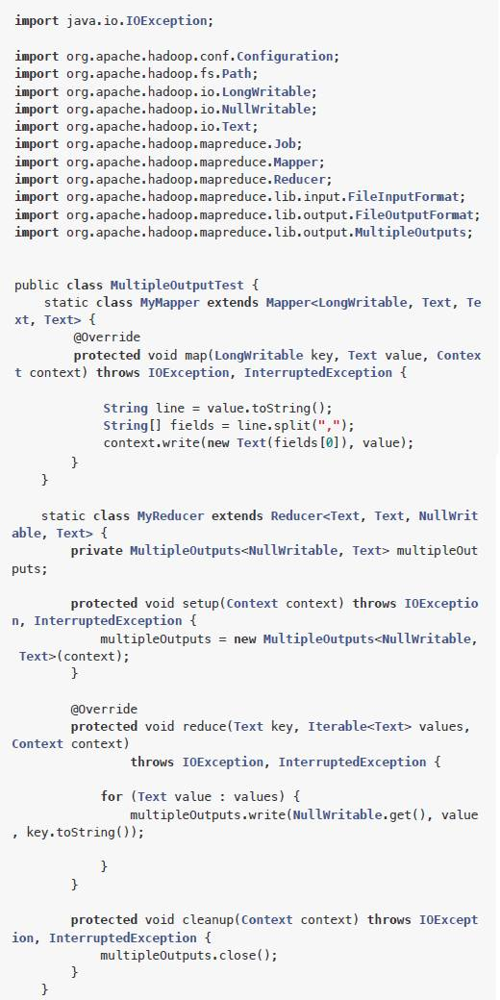 import java.io.IOException;
import org.apache.hadoop.conf.Configuration;
import org.apache.hadoop.fs.Path;
import org.apache.hadoop.io.LongWritable;
import org.apache.hadoop.io.NullWritable;
import org.apache.hadoop.io.Text;
import org.apache.hadoop.mapreduce.Job;
import org.apache.hadoop.mapreduce.Mapper;
import org.apache.hadoop.mapreduce.Reducer;
import org.apache.hadoop.mapreduce.lib.input.FileInputFormat;
import org.apache.hadoop.mapreduce.lib.output.FileOutputFormat;
import org.apache.hadoop.mapreduce.lib.output.MultipleOutputs;
public class MultipleOutputTest {
    static class MyMapper extends Mapper<LongWritable, Text, Te
xt, Text> {
        @Override
        protected void map(LongWritable key, Text value, Contex
t context) throws IOException, InterruptedException {
            String line = value.toString();
            String[] fields = line.split(",");
            context.write(new Text(fields[0]), value);
        }
    }
    static class MyReducer extends Reducer<Text, Text, NullWrit
able, Text> {
        private MultipleOutputs<NullWritable, Text> multipleOut
puts;
        protected void setup(Context context) throws IOExceptio
n, InterruptedException {
            multipleOutputs = new MultipleOutputs<NullWritable,
 Text>(context);
        }
        @Override
        protected void reduce(Text key, Iterable<Text> values,
Context context)
                throws IOException, InterruptedException {
            for (Text value : values) {
                multipleOutputs.write(NullWritable.get(), value
, key.toString());
            }
        }
        protected void cleanup(Context context) throws IOExcept
ion, InterruptedException {
            multipleOutputs.close();
        }
    }